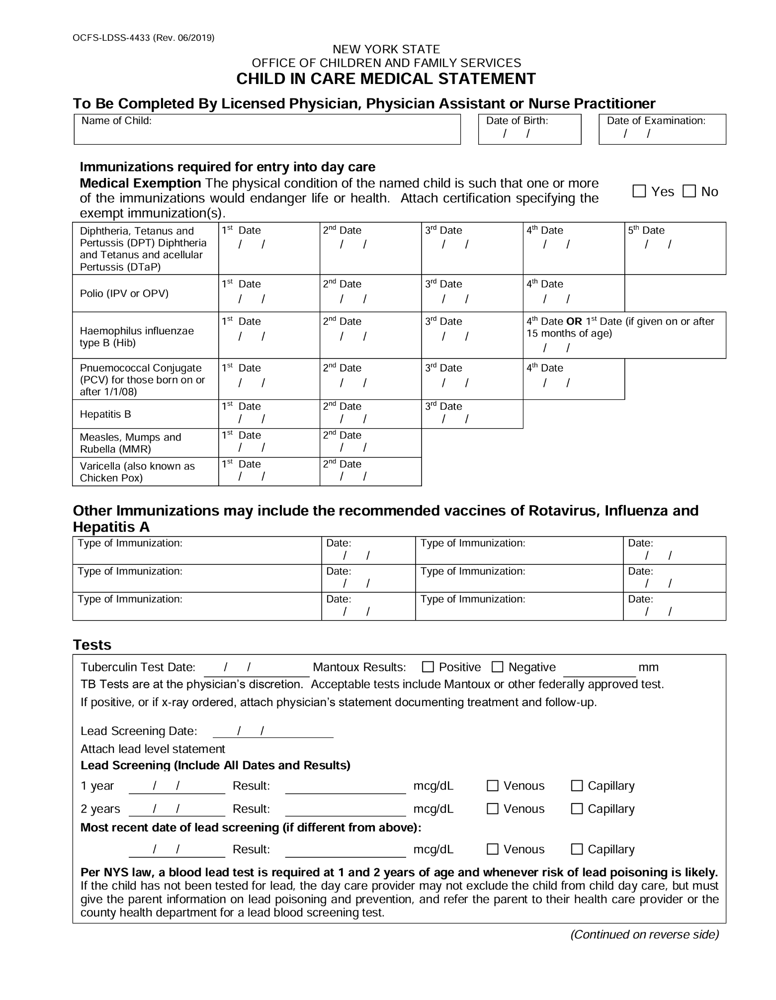 OCFS-LDSS-4433 (Rev. 06/2019)
NEW YORK STATE
OFFICE OF CHILDREN AND FAMILY SERVICES
CHILD IN CARE MEDICAL STATEMENT
To Be Completed By Licensed Physician, Physician Assistant or Nurse Practitioner
Name of Child: Date of Birth: Date of Examination:
/ / / /
Immunizations required for entry into day care
Medical Exemption The physical condition of the named child is such that one or more
of the immunizations would endanger life or health. Attach certification specifying the
exempt immunization(s).
☐ Yes ☐ No
Diphtheria, Tetanus and
Pertussis (DPT) Diphtheria
and Tetanus and acellular
Pertussis (DTaP)
1st Date 2nd Date 3rd Date 4th Date 5th Date
/ / / / / / / / / /
Polio (IPV or OPV)
1st Date 2nd Date 3rd Date 4th Date
/ / / / / / / /
Haemophilus influenzae
type B (Hib)
1st Date 2nd Date 3rd Date
/ / / / / /
4th Date OR 1st Date (if given on or after
15 months of age)
/ /
Pnuemococcal Conjugate
(PCV) for those born on or
after 1/1/08)
1st Date 2nd Date 3rd Date 4th Date
/ / / / / / / /
Hepatitis B
1st Date 2nd Date 3rd Date
/ / / / / /
Measles, Mumps and
Rubella (MMR)
1st Date 2nd Date
/ / / /
Varicella (also known as
Chicken Pox)
1st Date 2nd Date
/ / / /
Other Immunizations may include the recommended vaccines of Rotavirus, Influenza and
Hepatitis A
Type of Immunization: Date: Type of Immunization: Date:
/ / / /
Type of Immunization: Date: Type of Immunization: Date:
/ / / /
Type of Immunization: Date: Type of Immunization: Date:
/ / / /
Tests
Tuberculin Test Date: / / Mantoux Results: ☐ Positive ☐ Negative mm
TB Tests are at the physician's discretion. Acceptable tests include Mantoux or other federally approved test.
If positive, or if x-ray ordered, attach physician's statement documenting treatment and follow-up.
Lead Screening Date: / /
Attach lead level statement
Lead Screening (Include All Dates and Results)
1 year / / Result: mcg/dL ☐ Venous ☐ Capillary
2 years / / Result: mcg/dL ☐ Venous ☐ Capillary
Most recent date of lead screening (if different from above):
/ / Result: mcg/dL ☐ Venous ☐ Capillary
Per NYS law, a blood lead test is required at 1 and 2 years of age and whenever risk of lead poisoning is likely.
If the child has not been tested for lead, the day care provider may not exclude the child from child day care, but must
give the parent information on lead poisoning and prevention, and refer the parent to their health care provider or the
county health department for a lead blood screening test.
(Continued on reverse side)